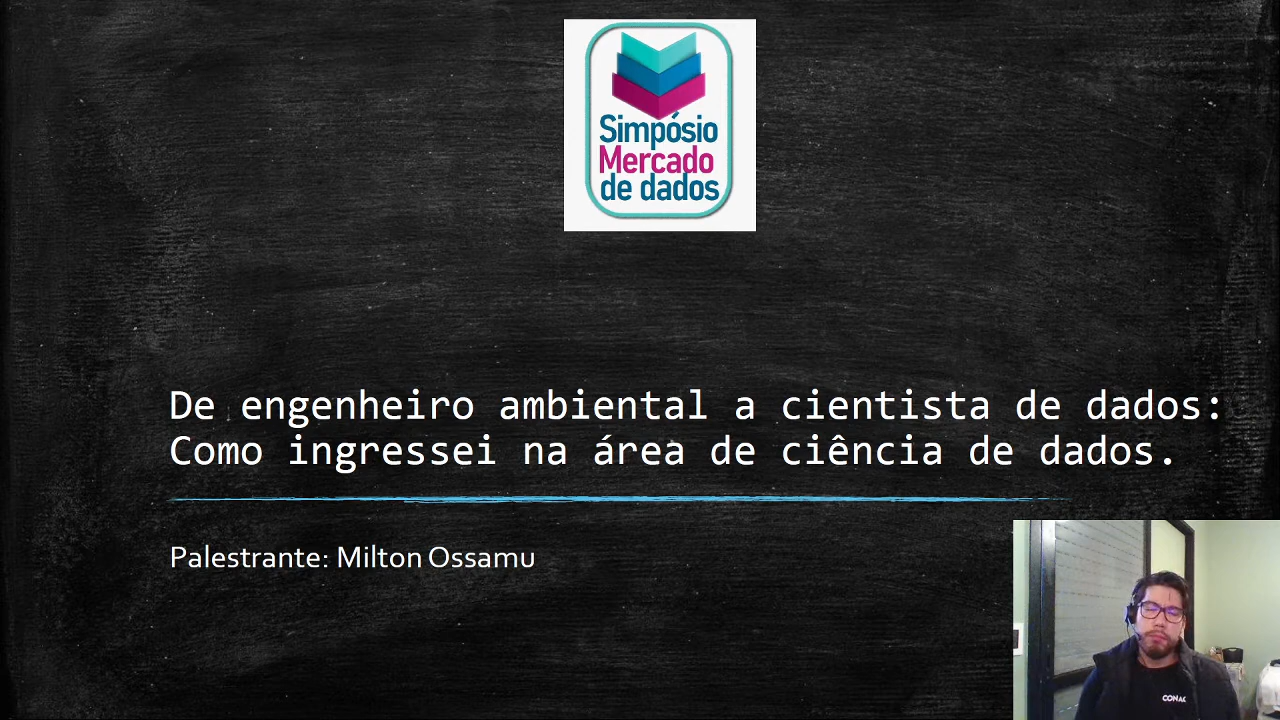 Simpósio
Mercado
de dados
De engenheiro ambiental a cientista de dados:
Como ingressei na área de ciência de dados.
Palestrante: Milton Ossamu
CONAC